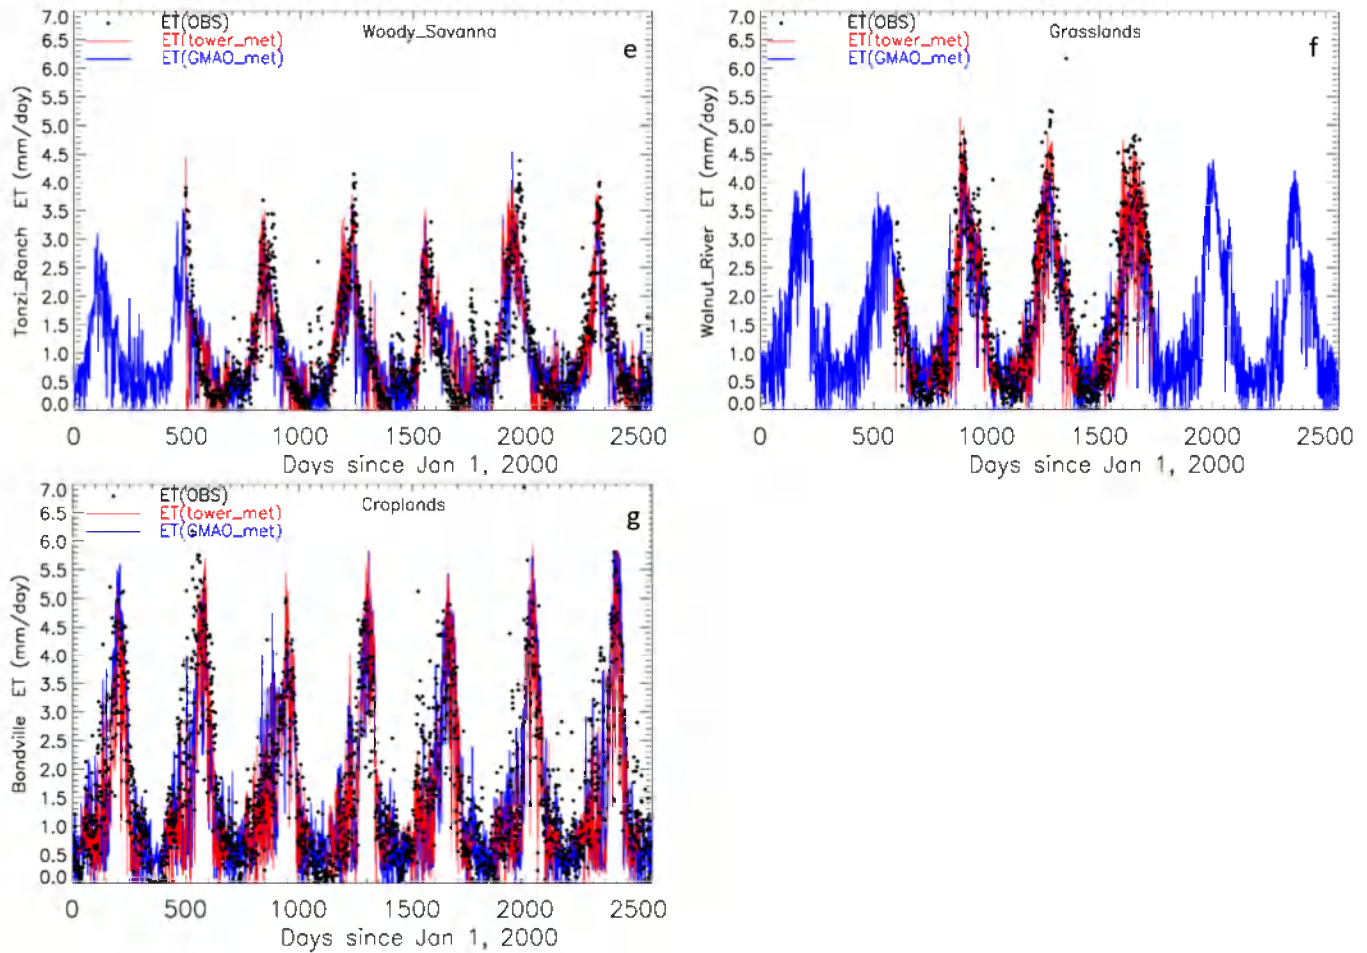 7.0
6.5
6.0
5.5
5.0
4.5
4.0
3.5
3.0
2.5
2.0
1.5
1.0
0.5
0.0
Tonzi_Ranch ET (mm/day)
ET(OBS)
ET(tower_met)
ET(GMAO_met)
Woody_Savanna
e
0 500 1000 1500 2000 2500
Days since Jan 1, 2000
7.0
6.5
6.0
5.5
5.0
4.5
4.0
3.5
3.0
2.5
2.0
1.5
1.0
0.5
0.0
Walnut_River ET (mm/day)
ET(OBS)
ET(tower_met)
ET(GMAO_met)
Grasslands
f
0 500 1000 1500 2000 2500
Days since Jan 1, 2000
7.0
6.5
6.0
5.5
5.0
4.5
4.0
3.5
3.0
2.5
2.0
1.5
1.0
0.5
0.0
Bondville ET (mm/day)
ET(OBS)
ET(tower_met)
ET(GMAO_met)
Croplands
g
0 500 1000 1500 2000 2500
Days since Jan 1, 2000